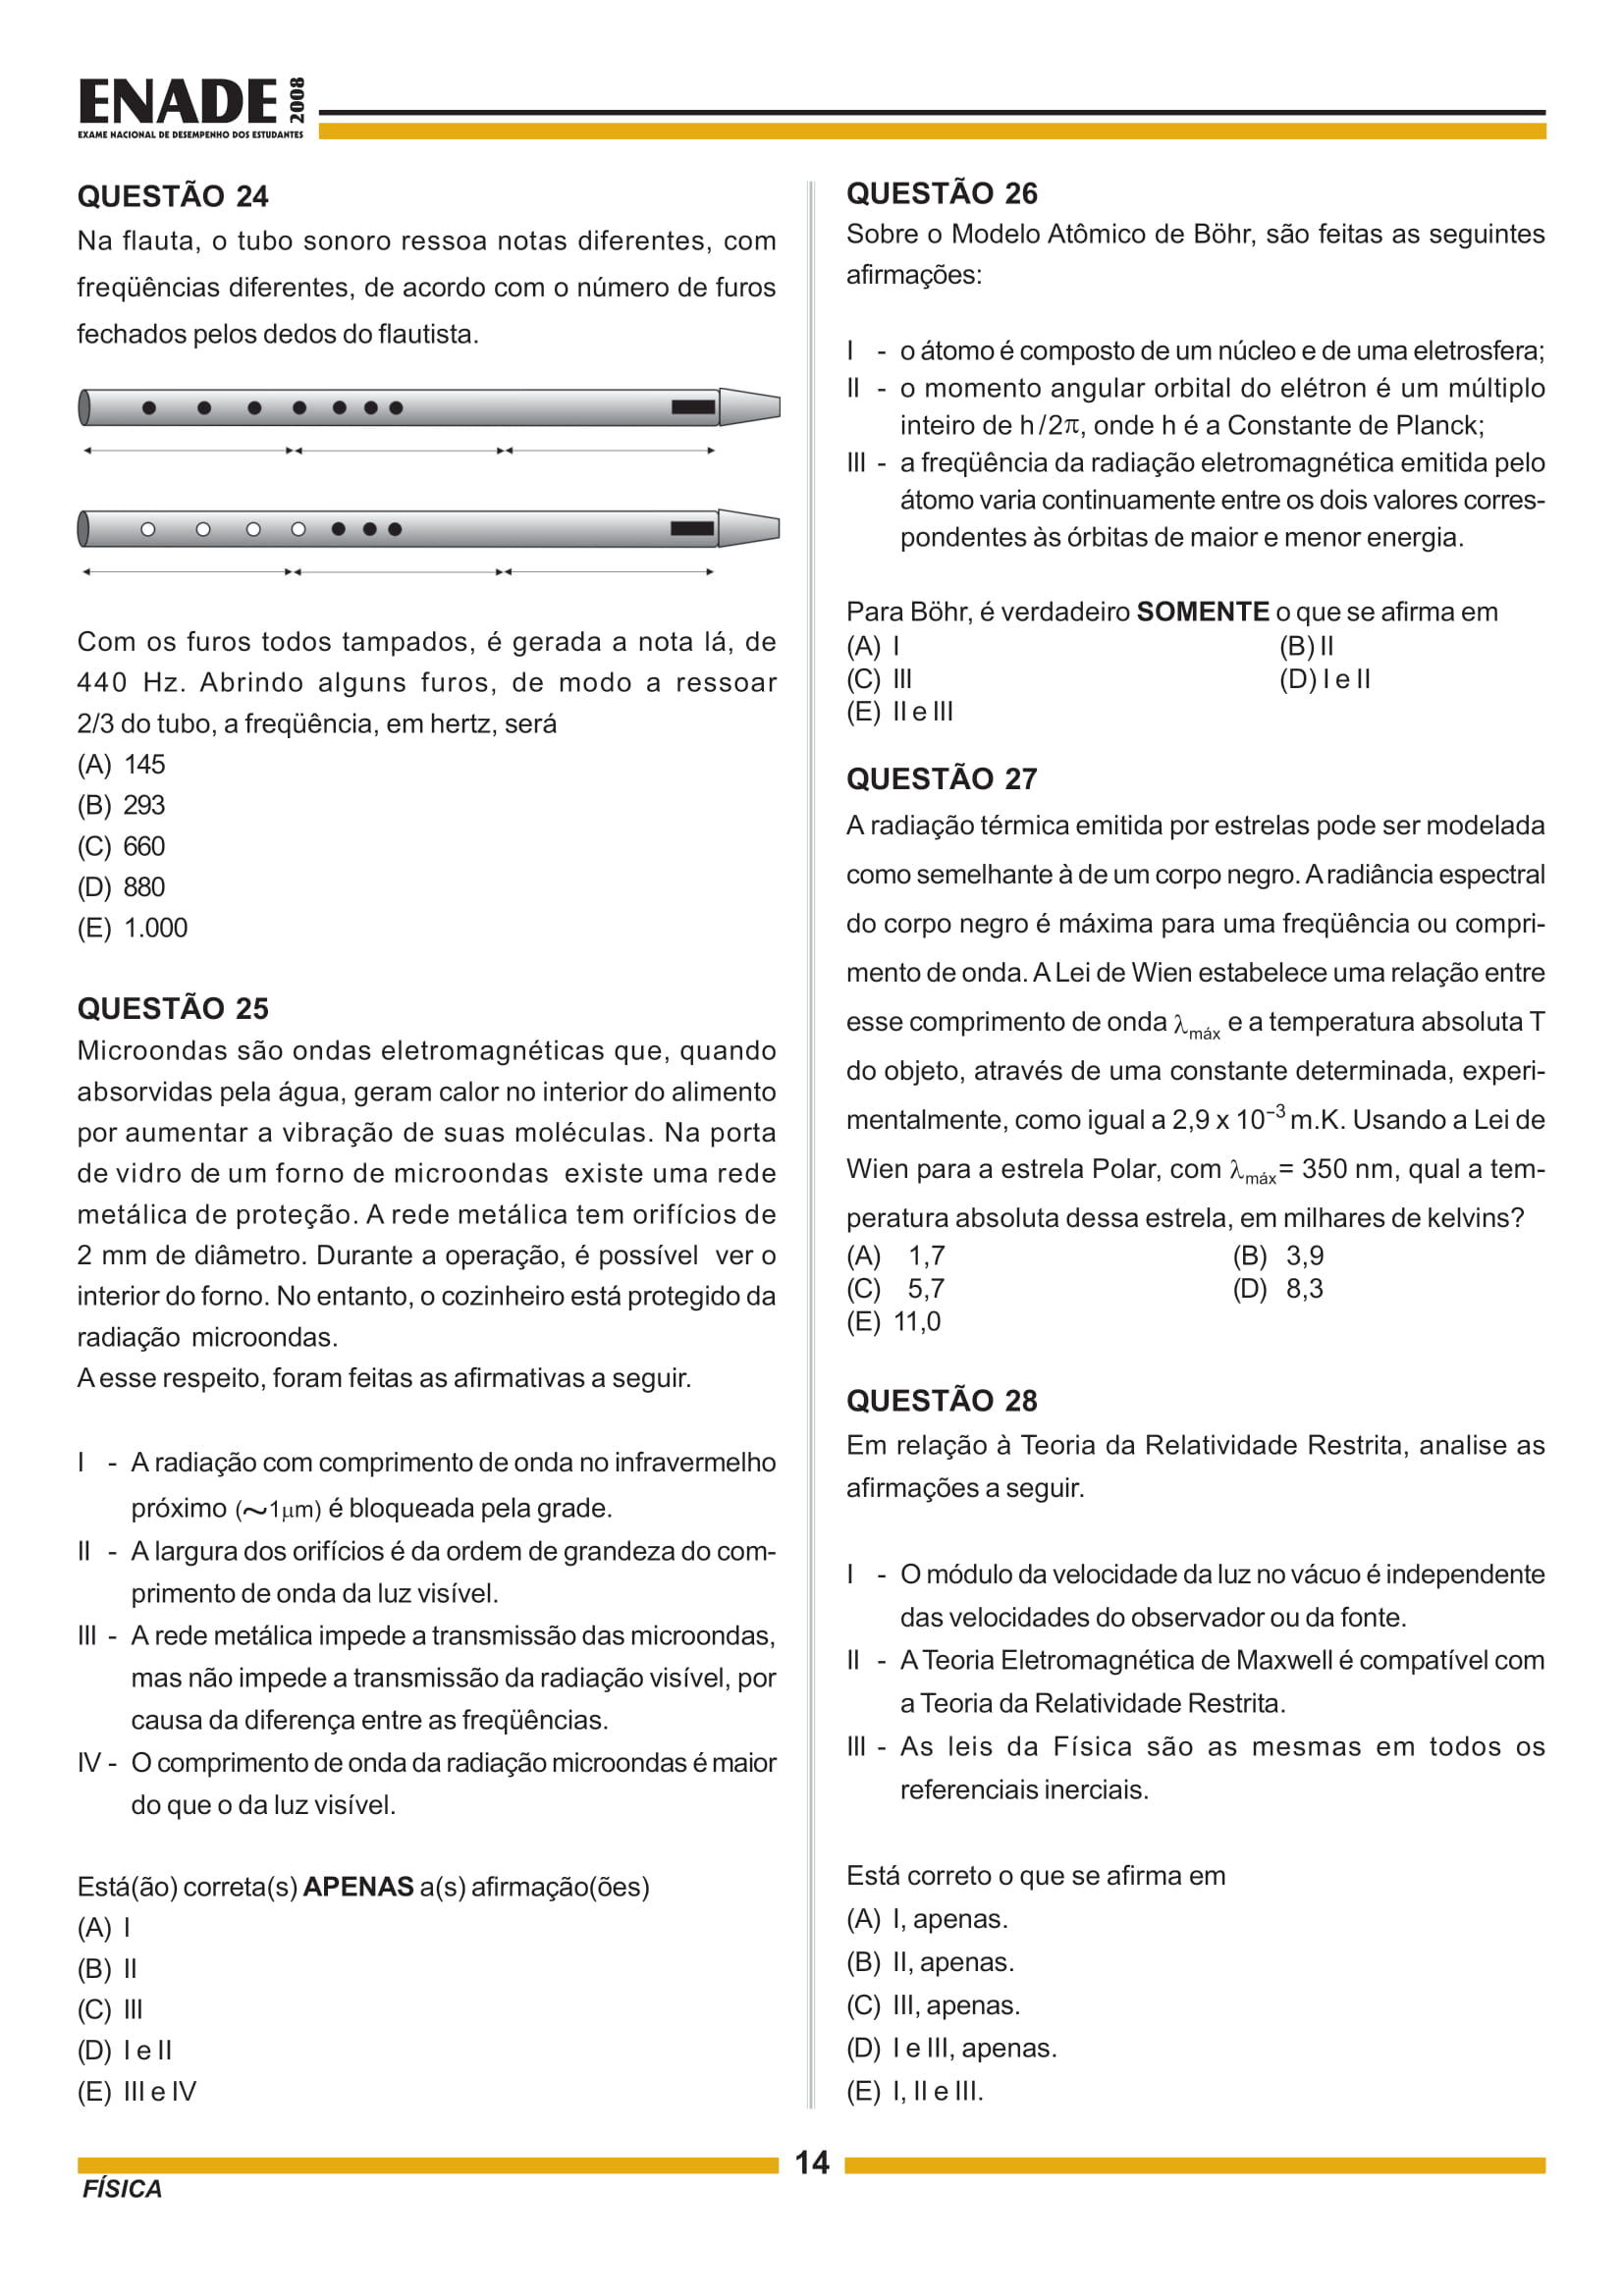 ENADE 2008
EXAME NACIONAL DE DESEMPENHO DOS ESTUDANTES
QUESTÃO 24
Na flauta, o tubo sonoro ressoa notas diferentes, com
freqüências diferentes, de acordo com o número de furos
fechados pelos dedos do flautista.
Com os furos todos tampados, é gerada a nota lá, de
440 Hz. Abrindo alguns furos, de modo a ressoar
2/3 do tubo, a freqüência, em hertz, será
(A) 145
(B) 293
(C) 660
(D) 880
(E) 1.000
QUESTÃO 25
Microondas são ondas eletromagnéticas que, quando
absorvidas pela água, geram calor no interior do alimento
por aumentar a vibração de suas moléculas. Na porta
de vidro de um forno de microondas existe uma rede
metálica de proteção. A rede metálica tem orifícios de
2 mm de diâmetro. Durante a operação, é possível ver o
interior do forno. No entanto, o cozinheiro está protegido da
radiação microondas.
A esse respeito, foram feitas as afirmativas a seguir.
I - A radiação com comprimento de onda no infravermelho
próximo (~1µm) é bloqueada pela grade.
II - A largura dos orifícios é da ordem de grandeza do com-
primento de onda da luz visível.
III - A rede metálica impede a transmissão das microondas,
mas não impede a transmissão da radiação visível, por
causa da diferença entre as freqüências.
IV - O comprimento de onda da radiação microondas é maior
do que o da luz visível.
Está(ão) correta(s) APENAS a(s) afirmação(ões)
(A) I
(B) II
(C) III
(D) I e II
(E) III e IV
QUESTÃO 26
Sobre o Modelo Atômico de Böhr, são feitas as seguintes
afirmações:
I - o átomo é composto de um núcleo e de uma eletrosfera;
II - o momento angular orbital do elétron é um múltiplo
inteiro de h/2π, onde h é a Constante de Planck;
III - a freqüência da radiação eletromagnética emitida pelo
átomo varia continuamente entre os dois valores corres-
pondentes às órbitas de maior e menor energia.
Para Böhr, é verdadeiro SOMENTE o que se afirma em
(A) I (B) II
(C) III (D) I e II
(E) II e III
QUESTÃO 27
A radiação térmica emitida por estrelas pode ser modelada
como semelhante à de um corpo negro. A radiância espectral
do corpo negro é máxima para uma freqüência ou compri-
mento de onda. A Lei de Wien estabelece uma relação entre
esse comprimento de onda λmáx e a temperatura absoluta T
do objeto, através de uma constante determinada, experi-
mentalmente, como igual a 2,9 x 10⁻³ m.K. Usando a Lei de
Wien para a estrela Polar, com λmáx= 350 nm, qual a tem-
peratura absoluta dessa estrela, em milhares de kelvins?
(A) 1,7 (B) 3,9
(C) 5,7 (D) 8,3
(E) 11,0
QUESTÃO 28
Em relação à Teoria da Relatividade Restrita, analise as
afirmações a seguir.
I - O módulo da velocidade da luz no vácuo é independente
das velocidades do observador ou da fonte.
II - A Teoria Eletromagnética de Maxwell é compatível com
a Teoria da Relatividade Restrita.
III - As leis da Física são as mesmas em todos os
referenciais inerciais.
Está correto o que se afirma em
(A) I, apenas.
(B) II, apenas.
(C) III, apenas.
(D) I e III, apenas.
(E) I, II e III.
14
FÍSICA